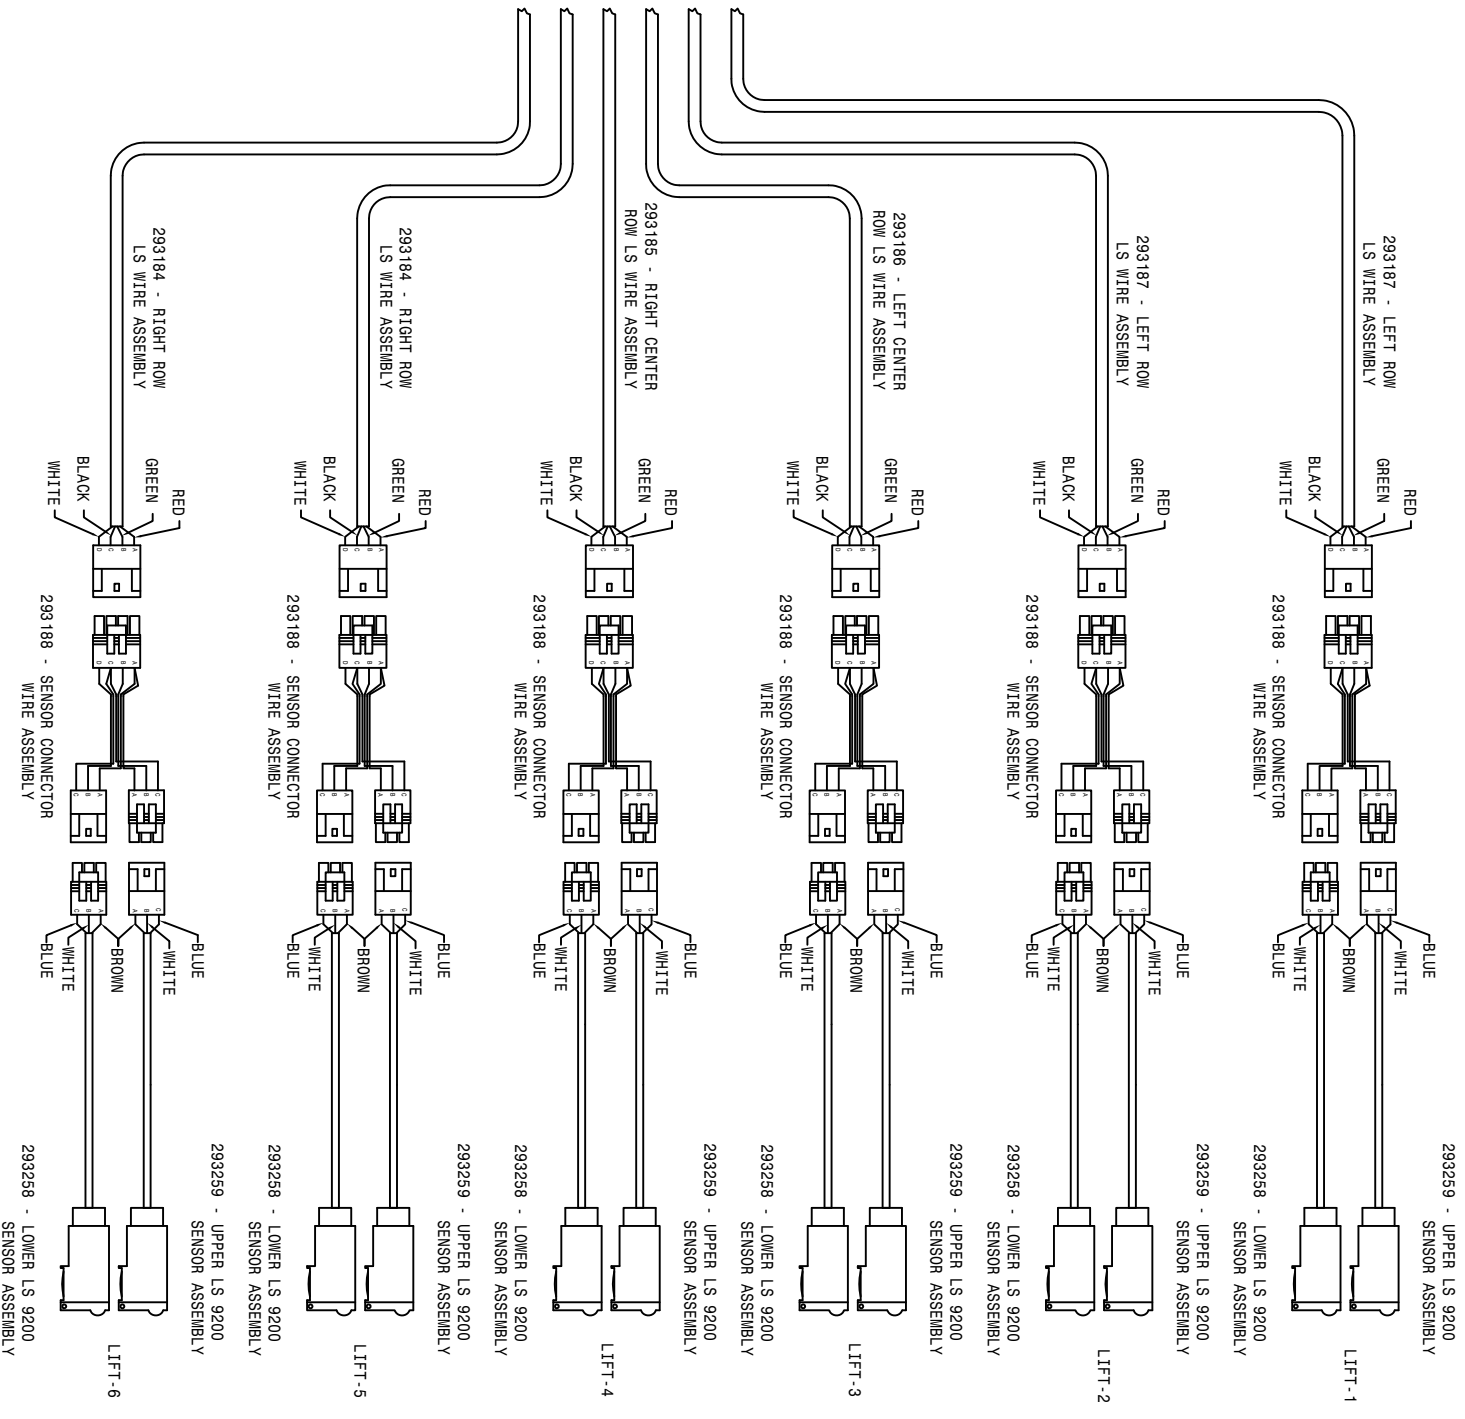 293187 - LEFT ROW
LS WIRE ASSEMBLY
RED
GREEN
BLACK
WHITE
A
B
C
D
A
B
C
D
293188 - SENSOR CONNECTOR
WIRE ASSEMBLY
C
B
A
A
B
C
C
B
A
A
B
C
BLUE
WHITE
BROWN
WHITE
BLUE
293259 - UPPER LS 9200
SENSOR ASSEMBLY
LIFT-1
293258 - LOWER LS 9200
SENSOR ASSEMBLY
293187 - LEFT ROW
LS WIRE ASSEMBLY
RED
GREEN
BLACK
WHITE
A
B
C
D
A
B
C
D
293188 - SENSOR CONNECTOR
WIRE ASSEMBLY
C
B
A
A
B
C
C
B
A
A
B
C
BLUE
WHITE
BROWN
WHITE
BLUE
293259 - UPPER LS 9200
SENSOR ASSEMBLY
LIFT-2
293258 - LOWER LS 9200
SENSOR ASSEMBLY
293186 - LEFT CENTER
ROW LS WIRE ASSEMBLY
RED
GREEN
BLACK
WHITE
A
B
C
D
A
B
C
D
293188 - SENSOR CONNECTOR
WIRE ASSEMBLY
C
B
A
A
B
C
C
B
A
A
B
C
BLUE
WHITE
BROWN
WHITE
BLUE
293259 - UPPER LS 9200
SENSOR ASSEMBLY
LIFT-3
293258 - LOWER LS 9200
SENSOR ASSEMBLY
293185 - RIGHT CENTER
ROW LS WIRE ASSEMBLY
RED
GREEN
BLACK
WHITE
A
B
C
D
A
B
C
D
293188 - SENSOR CONNECTOR
WIRE ASSEMBLY
C
B
A
A
B
C
C
B
A
A
B
C
BLUE
WHITE
BROWN
WHITE
BLUE
293259 - UPPER LS 9200
SENSOR ASSEMBLY
LIFT-4
293258 - LOWER LS 9200
SENSOR ASSEMBLY
293184 - RIGHT ROW
LS WIRE ASSEMBLY
RED
GREEN
BLACK
WHITE
A
B
C
D
A
B
C
D
293188 - SENSOR CONNECTOR
WIRE ASSEMBLY
C
B
A
A
B
C
C
B
A
A
B
C
BLUE
WHITE
BROWN
WHITE
BLUE
293259 - UPPER LS 9200
SENSOR ASSEMBLY
LIFT-5
293258 - LOWER LS 9200
SENSOR ASSEMBLY
293184 - RIGHT ROW
LS WIRE ASSEMBLY
RED
GREEN
BLACK
WHITE
A
B
C
D
A
B
C
D
293188 - SENSOR CONNECTOR
WIRE ASSEMBLY
C
B
A
A
B
C
C
B
A
A
B
C
BLUE
WHITE
BROWN
WHITE
BLUE
293259 - UPPER LS 9200
SENSOR ASSEMBLY
LIFT-6
293258 - LOWER LS 9200
SENSOR ASSEMBLY